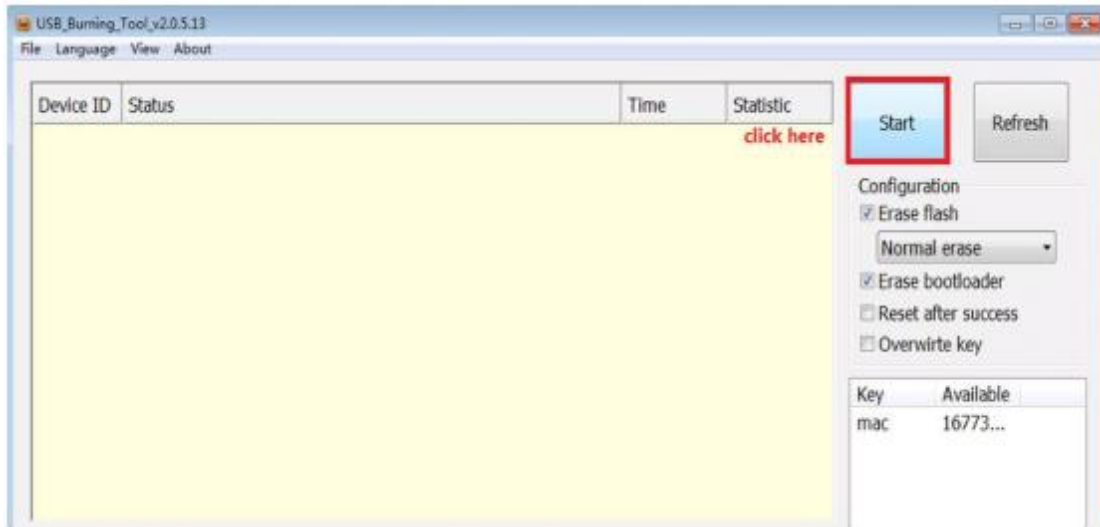 USB_Burning_Tool_v2.0.5.13
File Language View About
Device ID Status Time Statistic
click here
Start
Refresh
Configuration
Erase flash
Normal erase
Erase bootloader
Reset after success
Overwirte key
Key Available
mac 16773...